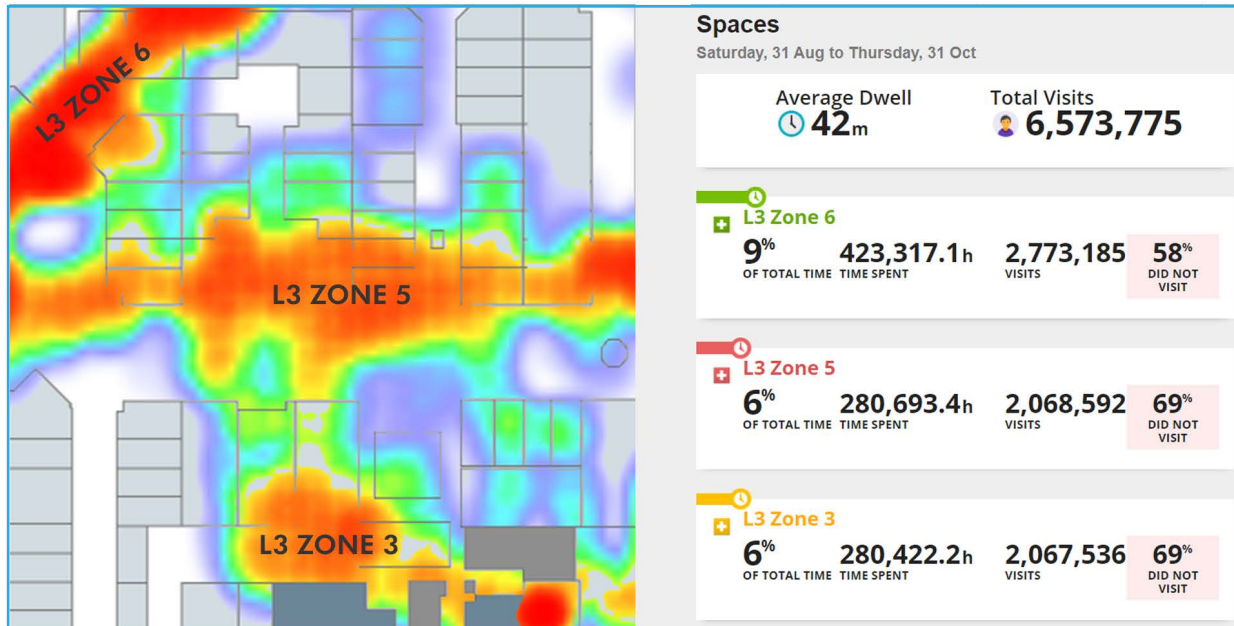 L3 ZONE 6
L3 ZONE 5
L3 ZONE 3
Spaces
Saturday, 31 Aug to Thursday, 31 Oct
Average Dwell
42m
Total Visits
6,573,775
L3 Zone 6
9% 423,317.1h 2,773,185 58%
OF TOTAL TIME TIME SPENT VISITS DID NOT
VISIT
L3 Zone 5
6% 280,693.4h 2,068,592 69%
OF TOTAL TIME TIME SPENT VISITS DID NOT
VISIT
L3 Zone 3
6% 280,422.2h 2,067,536 69%
OF TOTAL TIME TIME SPENT VISITS DID NOT
VISIT